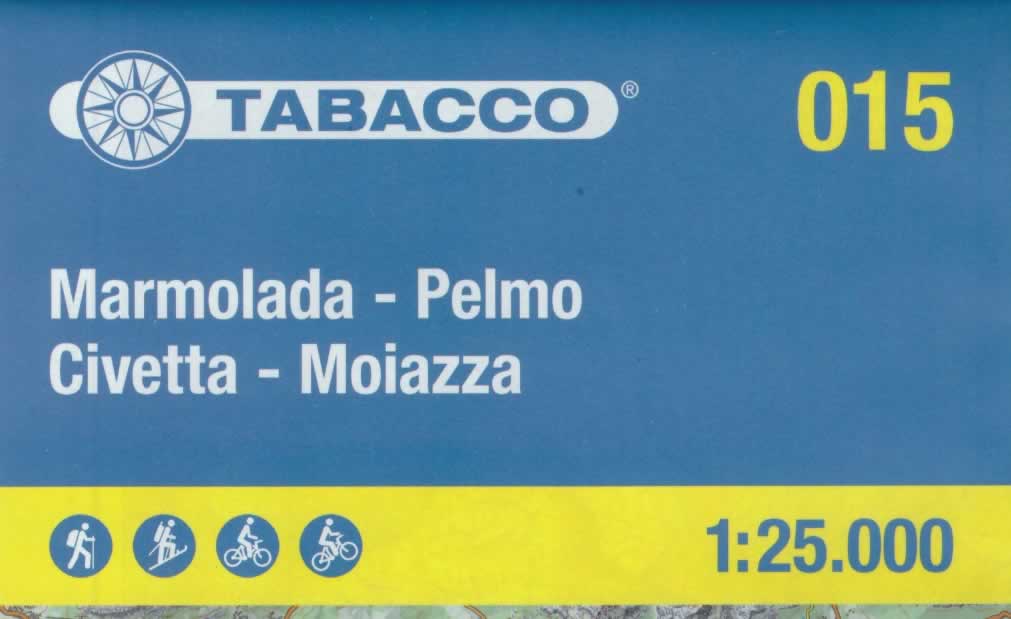 TABACCO®
015
Marmolada - Pelmo
Civetta - Moiazza
1:25.000